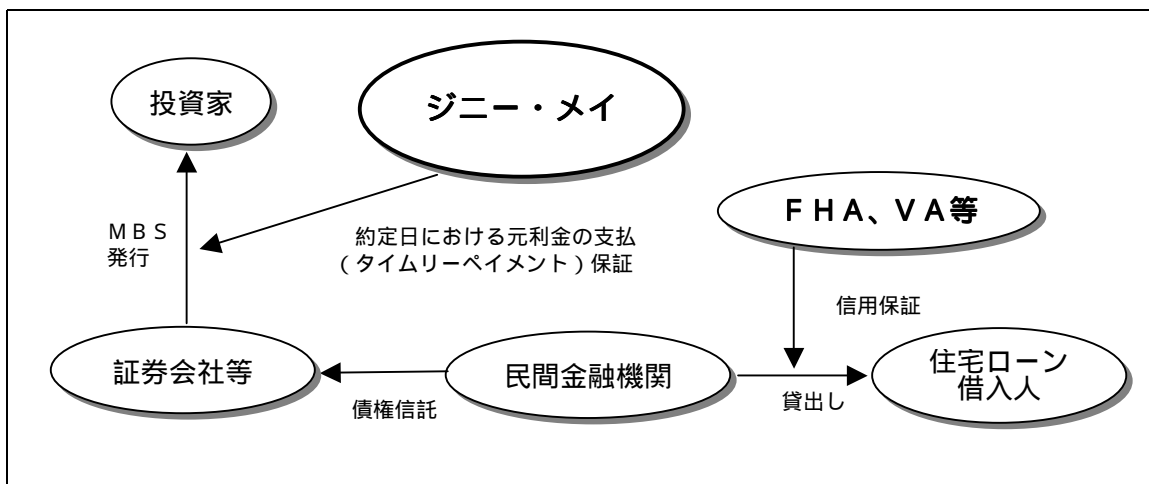 投資家
ジニー・メイ
ＦＨＡ、ＶＡ等
ＭＢＳ
発行
約定日における元利金の支払
（タイムリーペイメント）保証
信用保証
証券会社等
民間金融機関
住宅ローン
借入人
債権信託
貸出し